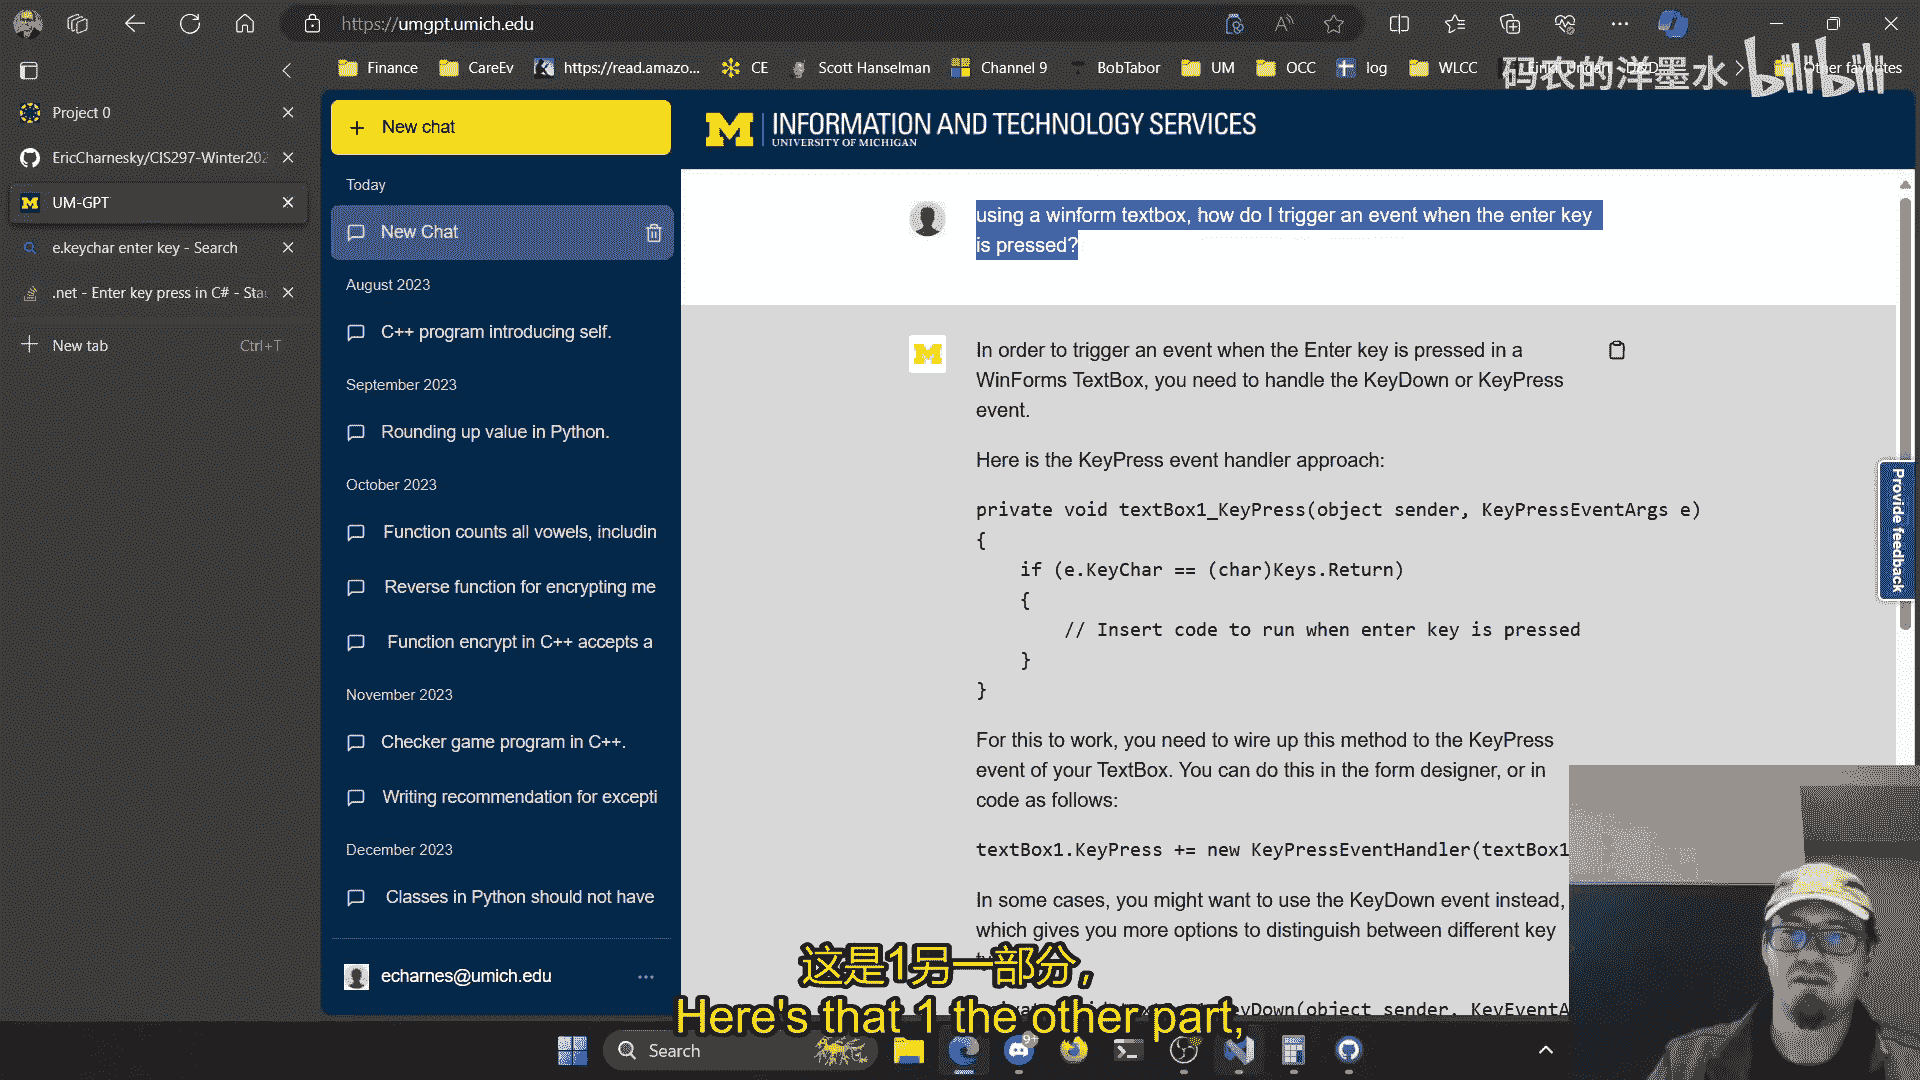 https://umgpt.umich.edu
Finance
CareEv
https://read.amazo...
CE
Scott Hanselman
Channel 9
BobTabor
UM
OCC
log
WLCC
Other favorites
码农的洋墨水
bilibili
Project 0
EricCharnesky/CIS297-Winter202
UM-GPT
e.keychar enter key - Search
.net - Enter key press in C# - Sta
New tab
Ctrl+T
New chat
Today
New Chat
August 2023
C++ program introducing self.
September 2023
Rounding up value in Python.
October 2023
Function counts all vowels, includin
Reverse function for encrypting me
Function encrypt in C++ accepts a
November 2023
Checker game program in C++.
Writing recommendation for excepti
December 2023
Classes in Python should not have
echarnes@umich.edu
M
INFORMATION AND TECHNOLOGY SERVICES
UNIVERSITY OF MICHIGAN
using a winform textbox, how do I trigger an event when the enter key
is pressed?
In order to trigger an event when the Enter key is pressed in a
WinForms TextBox, you need to handle the KeyDown or KeyPress
event.
Here is the KeyPress event handler approach:
private void textBox1_KeyPress(object sender, KeyPressEventArgs e)
{
if (e.KeyChar == (char)Keys.Return)
{
// Insert code to run when enter key is pressed
}
}
For this to work, you need to wire up this method to the KeyPress
event of your TextBox. You can do this in the form designer, or in
code as follows:
textBox1.KeyPress += new KeyPressEventHandler(textBox1
In some cases, you might want to use the KeyDown event instead,
which gives you more options to distinguish between different key
(object sender, KeyEventA
Provide feedback
这是1另一部分，
Here's that 1 the other part,
Search
9+